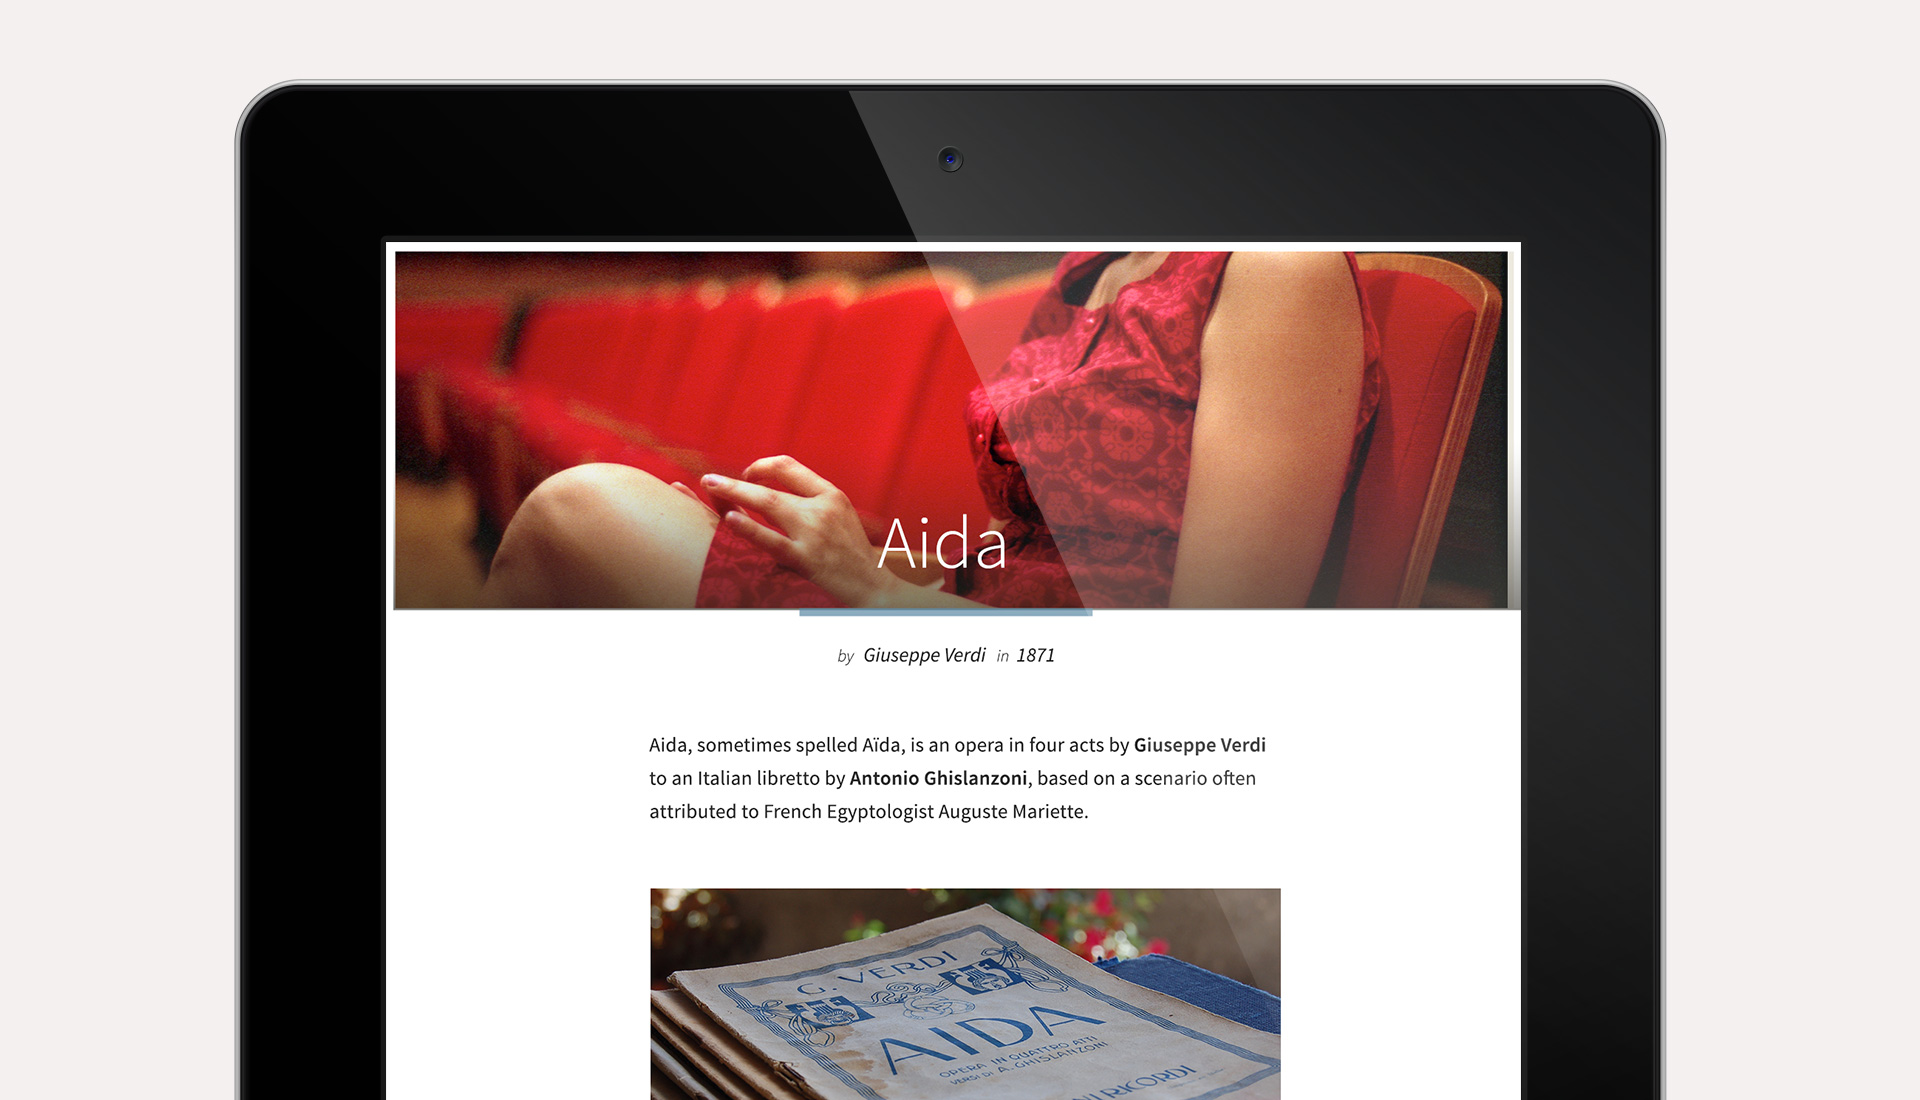 Aida
by Giuseppe Verdi in 1871
Aida, sometimes spelled Aïda, is an opera in four acts by Giuseppe Verdi
to an Italian libretto by Antonio Ghislanzoni, based on a scenario often
attributed to French Egyptologist Auguste Mariette.
G. VERDI
AIDA
OPERA IN QUATTRO ATTI
VERSI DI A. GHISLANZONI
RICORDI